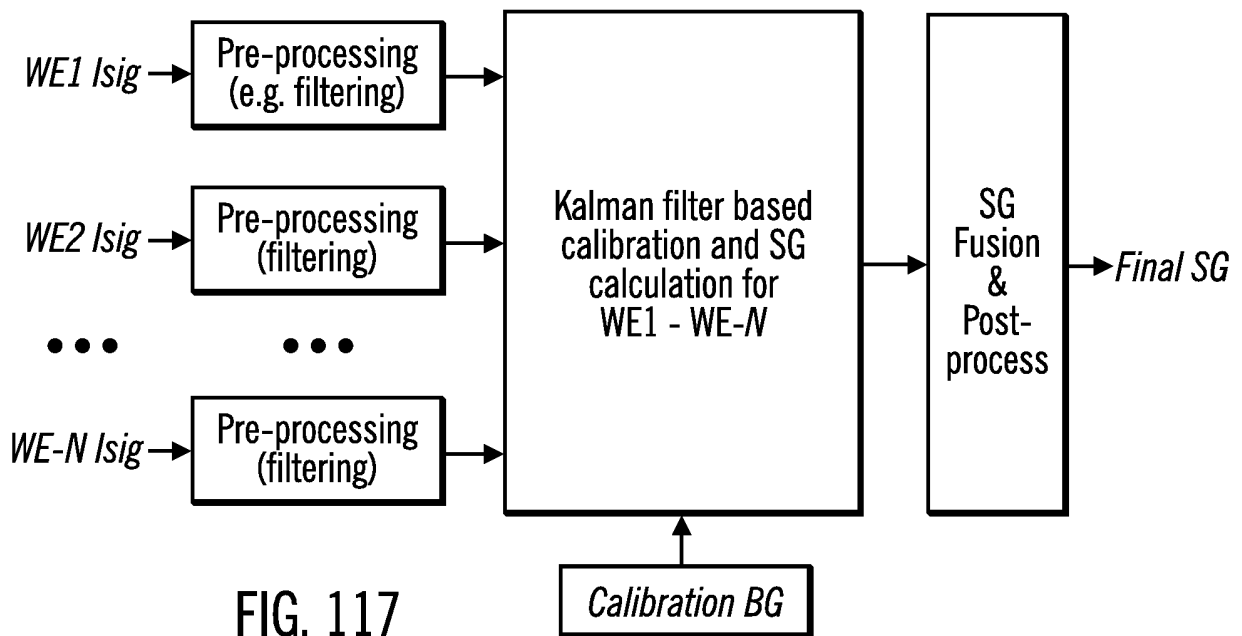 WE1 Isig
Pre-processing
(e.g. filtering)
WE2 Isig
Pre-processing
(filtering)
WE-N Isig
Pre-processing
(filtering)
Kalman filter based
calibration and SG
calculation for
WE1 - WE-N
SG
Fusion
&
Post-
process
Final SG
Calibration BG
FIG. 117